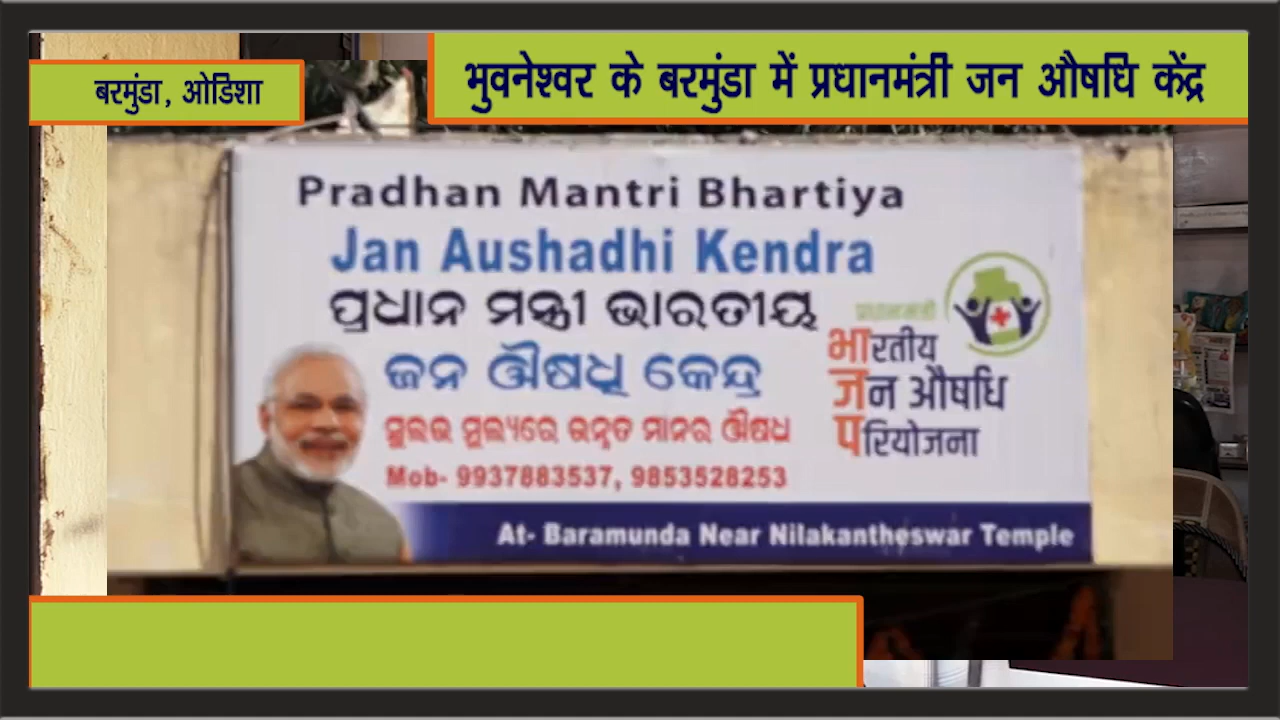 बरमुंडा, ओडिशा
भुवनेश्वर के बरमुंडा में प्रधानमंत्री जन औषधि केंद्र
Pradhan Mantri Bhartiya
Jan Aushadhi Kendra
ପ୍ରଧାନ ମନ୍ତ୍ରୀ ଭାରତୀୟ
ଜନ ଔଷଧି କେନ୍ଦ୍ର
ସୁଲଭ ମୂଲ୍ୟରେ ଉନ୍ନତ ମାନର ଔଷଧ
Mob- 9937883537, 9853528253
प्रधानमंत्री
भारतीय
जन औषधि
परियोजना
At- Baramunda Near Nilakantheswar Temple